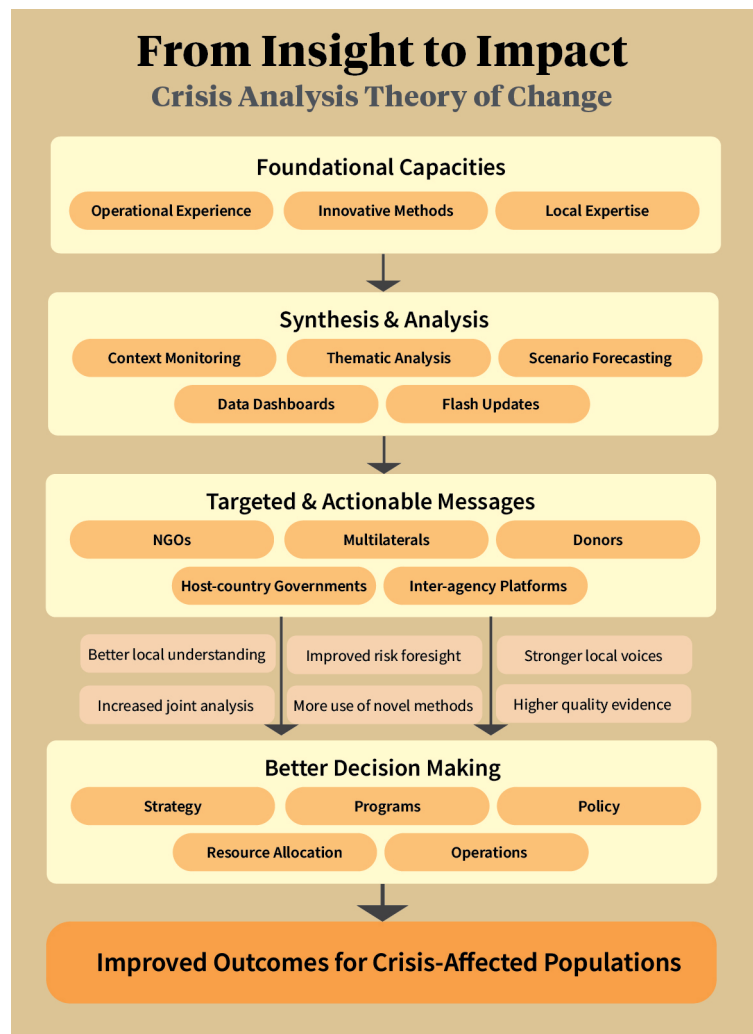 From Insight to Impact
Crisis Analysis Theory of Change
Foundational Capacities
Operational Experience
Innovative Methods
Local Expertise
Synthesis & Analysis
Context Monitoring
Thematic Analysis
Scenario Forecasting
Data Dashboards
Flash Updates
Targeted & Actionable Messages
NGOs
Multilaterals
Donors
Host-country Governments
Inter-agency Platforms
Better local understanding
Improved risk foresight
Stronger local voices
Increased joint analysis
More use of novel methods
Higher quality evidence
Better Decision Making
Strategy
Programs
Policy
Resource Allocation
Operations
Improved Outcomes for Crisis-Affected Populations